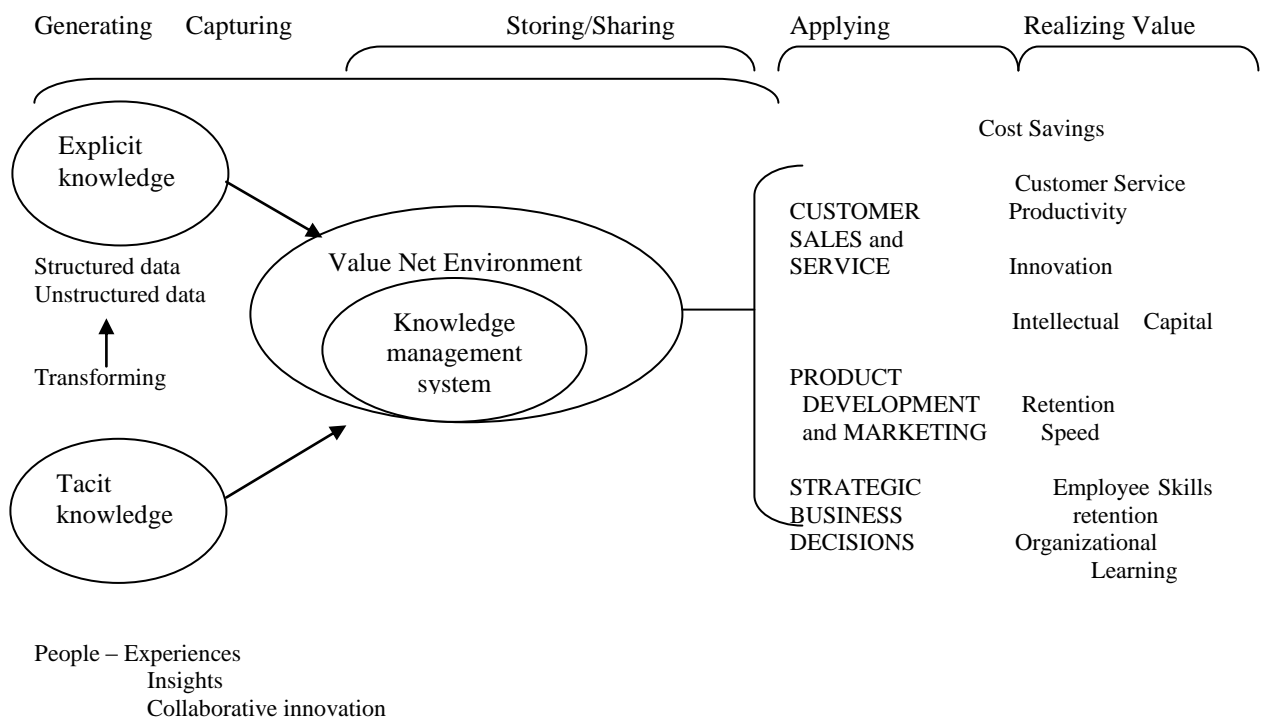 Generating Capturing Storing/Sharing Applying Realizing Value
Explicit
knowledge
Structured data
Unstructured data
Transforming
Tacit
knowledge
People – Experiences
Insights
Collaborative innovation
Value Net Environment
Knowledge
management
system
CUSTOMER
SALES and
SERVICE
PRODUCT
DEVELOPMENT
and MARKETING
STRATEGIC
BUSINESS
DECISIONS
Cost Savings
Customer Service
Productivity
Innovation
Intellectual Capital
Retention
Speed
Employee Skills
retention
Organizational
Learning